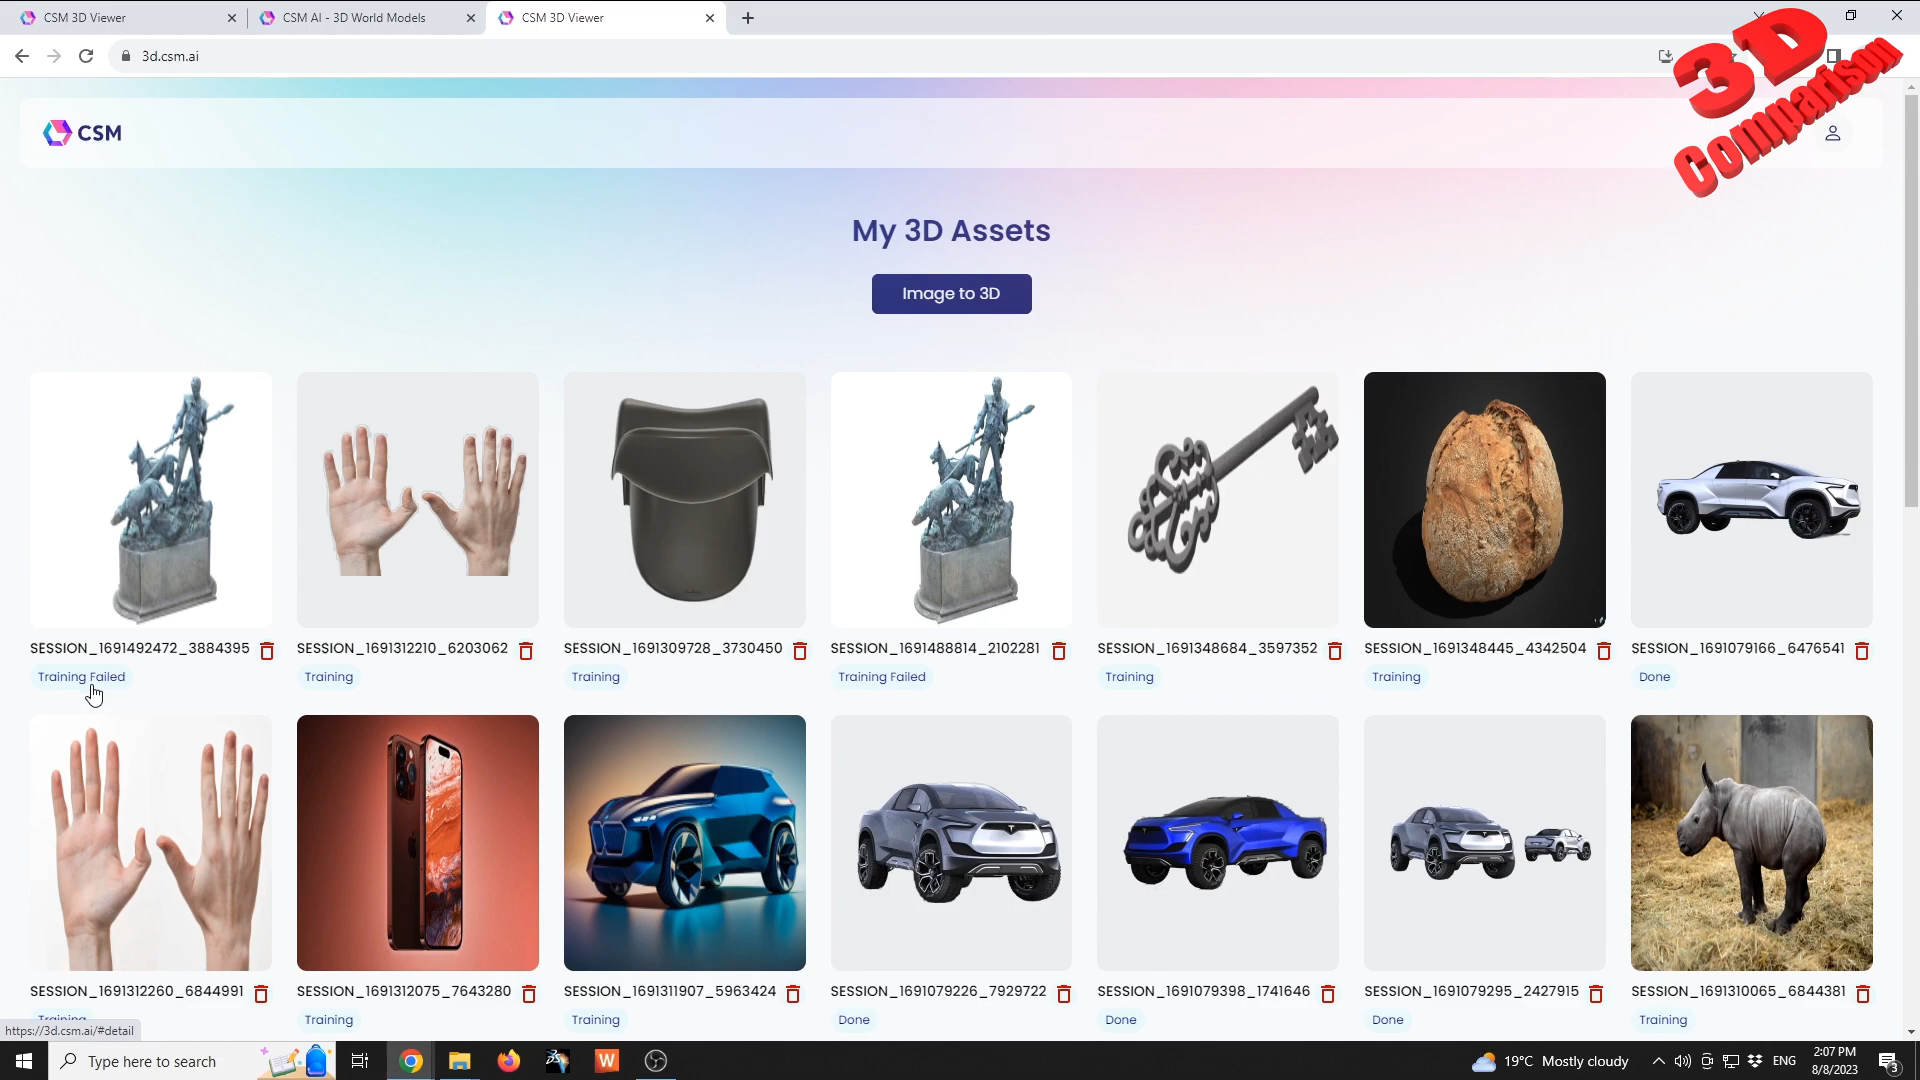 CSM 3D Viewer
CSM AI - 3D World Models
CSM 3D Viewer
3d.csm.ai
3D
Comparison
CSM
My 3D Assets
Image to 3D
SESSION_1691492472_3884395
SESSION_1691312210_6203062
SESSION_1691309728_3730450
SESSION_1691488814_2102281
SESSION_1691348684_3597352
SESSION_1691348445_4342504
SESSION_1691079166_6476541
Training Failed
Training
Training
Training Failed
Training
Training
Done
SESSION_1691312260_6844991
SESSION_1691312075_7643280
SESSION_1691311907_5963424
SESSION_1691079226_7929722
SESSION_1691079398_1741646
SESSION_1691079295_2427915
SESSION_1691310065_6844381
Training
Training
Training
Done
Done
Done
Training
https://3d.csm.ai/#detail
Type here to search
W
19°C Mostly cloudy
ENG
2:07 PM
8/8/2023
3